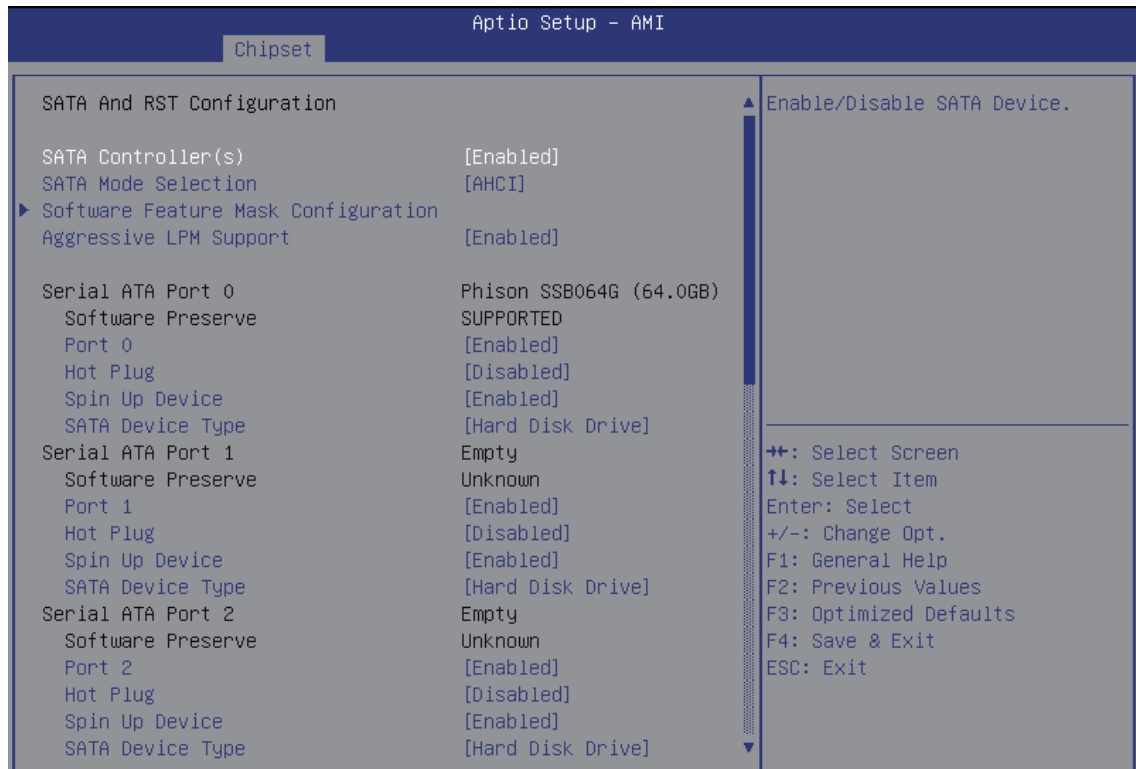 Aptio Setup – AMI
Chipset
SATA And RST Configuration
SATA Controller(s) [Enabled]
SATA Mode Selection [AHCI]
Software Feature Mask Configuration
Aggressive LPM Support [Enabled]
Serial ATA Port 0 Phison SSB064G (64.0GB)
Software Preserve SUPPORTED
Port 0 [Enabled]
Hot Plug [Disabled]
Spin Up Device [Enabled]
SATA Device Type [Hard Disk Drive]
Serial ATA Port 1 Empty
Software Preserve Unknown
Port 1 [Enabled]
Hot Plug [Disabled]
Spin Up Device [Enabled]
SATA Device Type [Hard Disk Drive]
Serial ATA Port 2 Empty
Software Preserve Unknown
Port 2 [Enabled]
Hot Plug [Disabled]
Spin Up Device [Enabled]
SATA Device Type [Hard Disk Drive]
Enable/Disable SATA Device.
→←: Select Screen
↑↓: Select Item
Enter: Select
+/-: Change Opt.
F1: General Help
F2: Previous Values
F3: Optimized Defaults
F4: Save & Exit
ESC: Exit